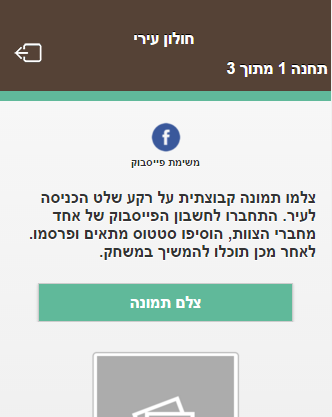 חולון עירי
תחנה 1 מתוך 3
f
משימת פייסבוק
צלמו תמונה קבוצתית על רקע שלט הכניסה
לעיר. התחברו לחשבון הפייסבוק של אחד
מחברי הצוות, הוסיפו סטטוס מתאים ופרסמו.
לאחר מכן תוכלו להמשיך במשחק.
צלם תמונה